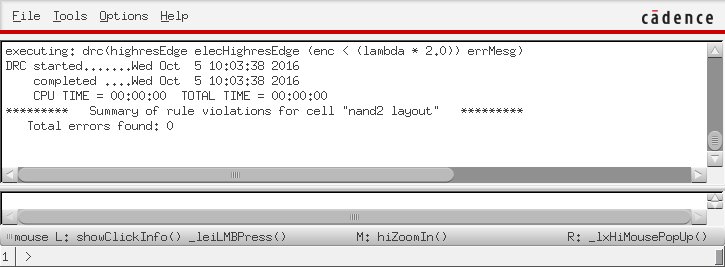 File Tools Options Help
cādence
executing: drc(highresEdge elecHighresEdge (enc < (lambda * 2.0)) errMesg)
DRC started.......Wed Oct  5 10:03:38 2016
    completed ....Wed Oct  5 10:03:38 2016
    CPU TIME = 00:00:00  TOTAL TIME = 00:00:00
*********   Summary of rule violations for cell "nand2 layout"   *********
   Total errors found: 0
mouse L: showClickInfo() _leiLMBPress() M: hiZoomIn() R: _lxHiMousePopUp()
1 >